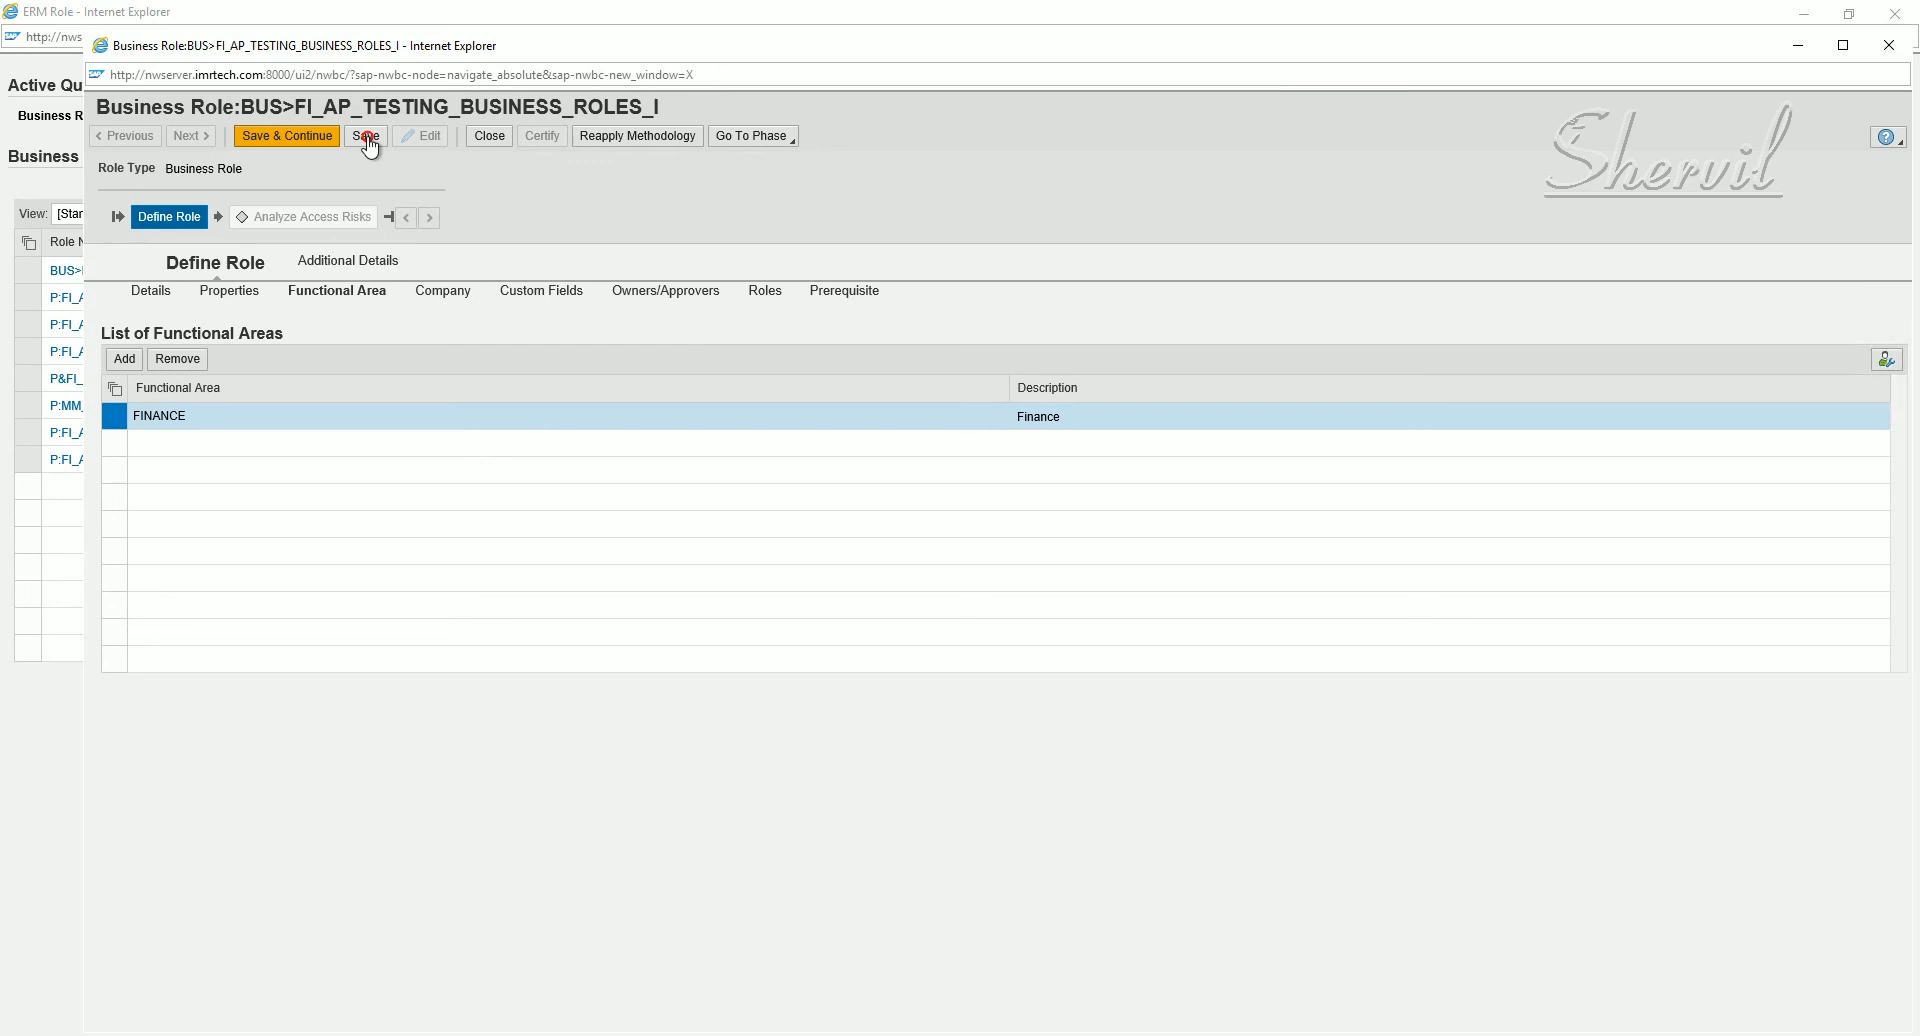 ERM Role - Internet Explorer
http://nws
Business Role:BUS>FI_AP_TESTING_BUSINESS_ROLES_I - Internet Explorer
http://nwserver.imrtech.com:8000/ui2/nwbc/?sap-nwbc-node=navigate_absolute&sap-nwbc-new_window=X
Active Qu
Business R
Business
View: [Star
Role N
BUS>
P:FI_A
P:FI_A
P:FI_A
P&FI_
P:MM_
P:FI_A
P:FI_A
Business Role:BUS>FI_AP_TESTING_BUSINESS_ROLES_I
Previous Next Save & Continue Save Edit Close Certify Reapply Methodology Go To Phase
Shervil
Role Type Business Role
Define Role Analyze Access Risks
Define Role Additional Details
Details Properties Functional Area Company Custom Fields Owners/Approvers Roles Prerequisite
List of Functional Areas
Add Remove
Functional Area Description
FINANCE Finance